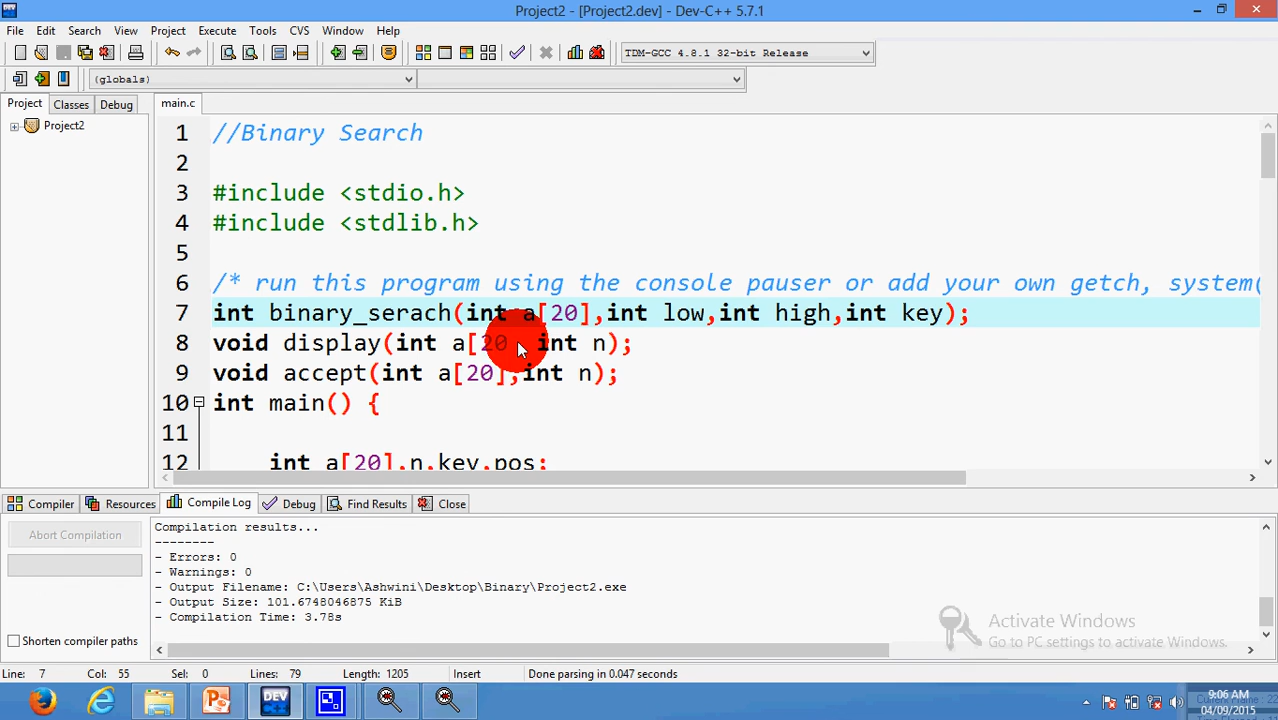 Project2 - [Project2.dev] - Dev-C++ 5.7.1
File Edit Search View Project Execute Tools CVS Window Help
TDM-GCC 4.8.1 32-bit Release
(globals)
Project Classes Debug
main.c
Project2
1 //Binary Search
2
3 #include <stdio.h>
4 #include <stdlib.h>
5
6 /* run this program using the console pauser or add your own getch, system(
7 int binary_serach(int a[20],int low,int high,int key);
8 void display(int a[20 int n);
9 void accept(int a[20],int n);
10 int main() {
11
12 int a[20],n,key,pos;
Compiler Resources Compile Log Debug Find Results Close
Abort Compilation
Shorten compiler paths
Compilation results...
--------
- Errors: 0
- Warnings: 0
- Output Filename: C:\Users\Ashwini\Desktop\Binary\Project2.exe
- Output Size: 101.6748046875 KiB
- Compilation Time: 3.78s
Activate Windows
Go to PC settings to activate Windows.
Line: 7 Col: 55 Sel: 0 Lines: 79 Length: 1205 Insert Done parsing in 0.047 seconds
DEV C++
9:06 AM
04/09/2015